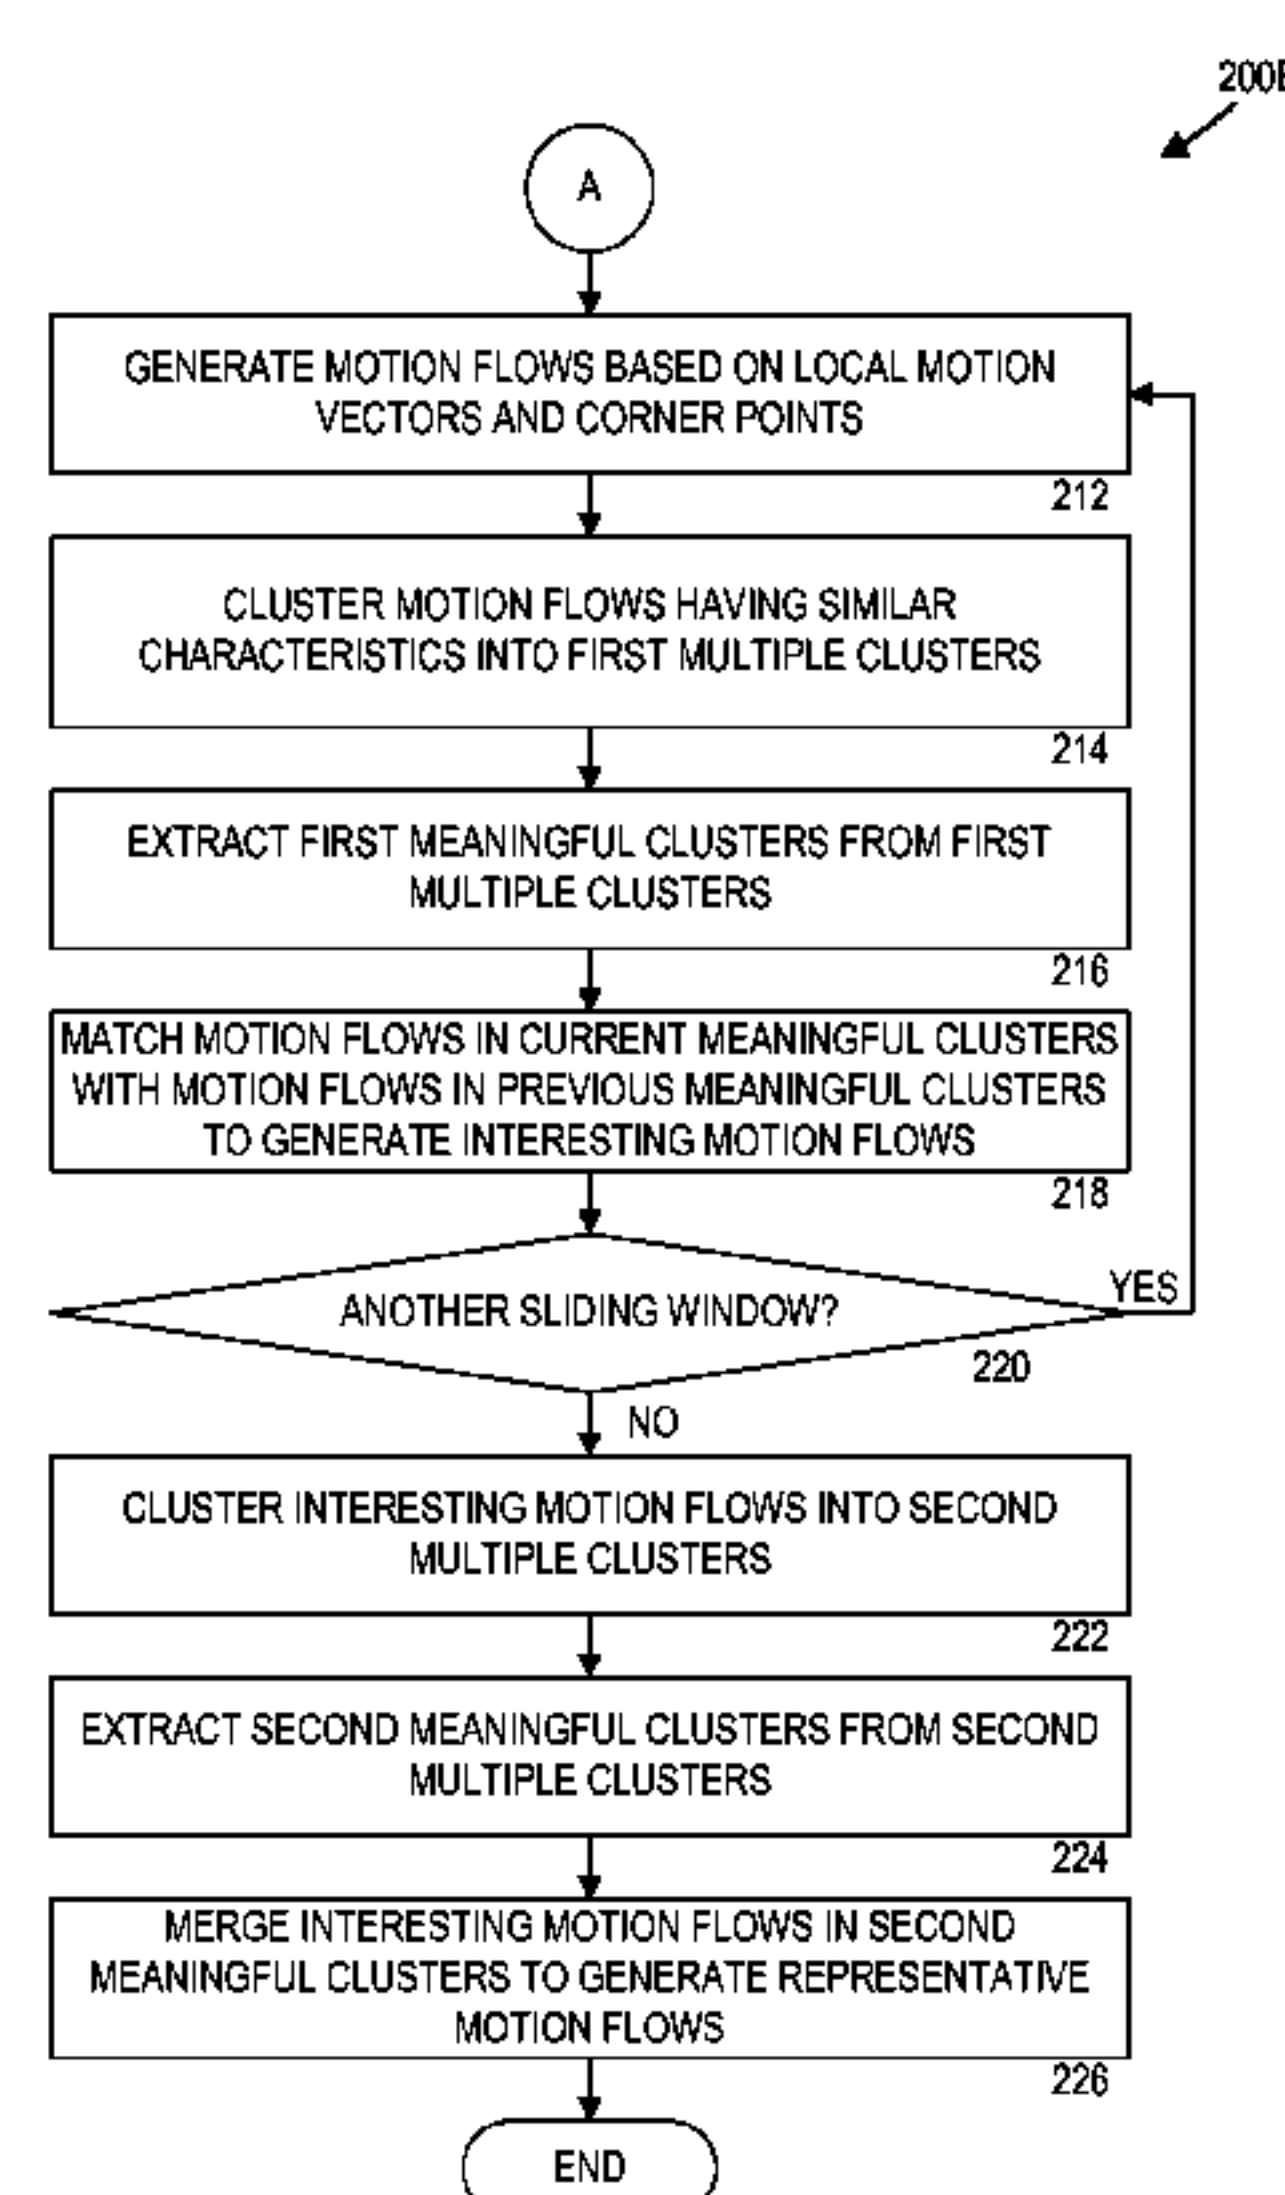 200B
A
GENERATE MOTION FLOWS BASED ON LOCAL MOTION
VECTORS AND CORNER POINTS
212
CLUSTER MOTION FLOWS HAVING SIMILAR
CHARACTERISTICS INTO FIRST MULTIPLE CLUSTERS
214
EXTRACT FIRST MEANINGFUL CLUSTERS FROM FIRST
MULTIPLE CLUSTERS
216
MATCH MOTION FLOWS IN CURRENT MEANINGFUL CLUSTERS
WITH MOTION FLOWS IN PREVIOUS MEANINGFUL CLUSTERS
TO GENERATE INTERESTING MOTION FLOWS
218
YES
ANOTHER SLIDING WINDOW?
220
NO
CLUSTER INTERESTING MOTION FLOWS INTO SECOND
MULTIPLE CLUSTERS
222
EXTRACT SECOND MEANINGFUL CLUSTERS FROM SECOND
MULTIPLE CLUSTERS
224
MERGE INTERESTING MOTION FLOWS IN SECOND
MEANINGFUL CLUSTERS TO GENERATE REPRESENTATIVE
MOTION FLOWS
226
END